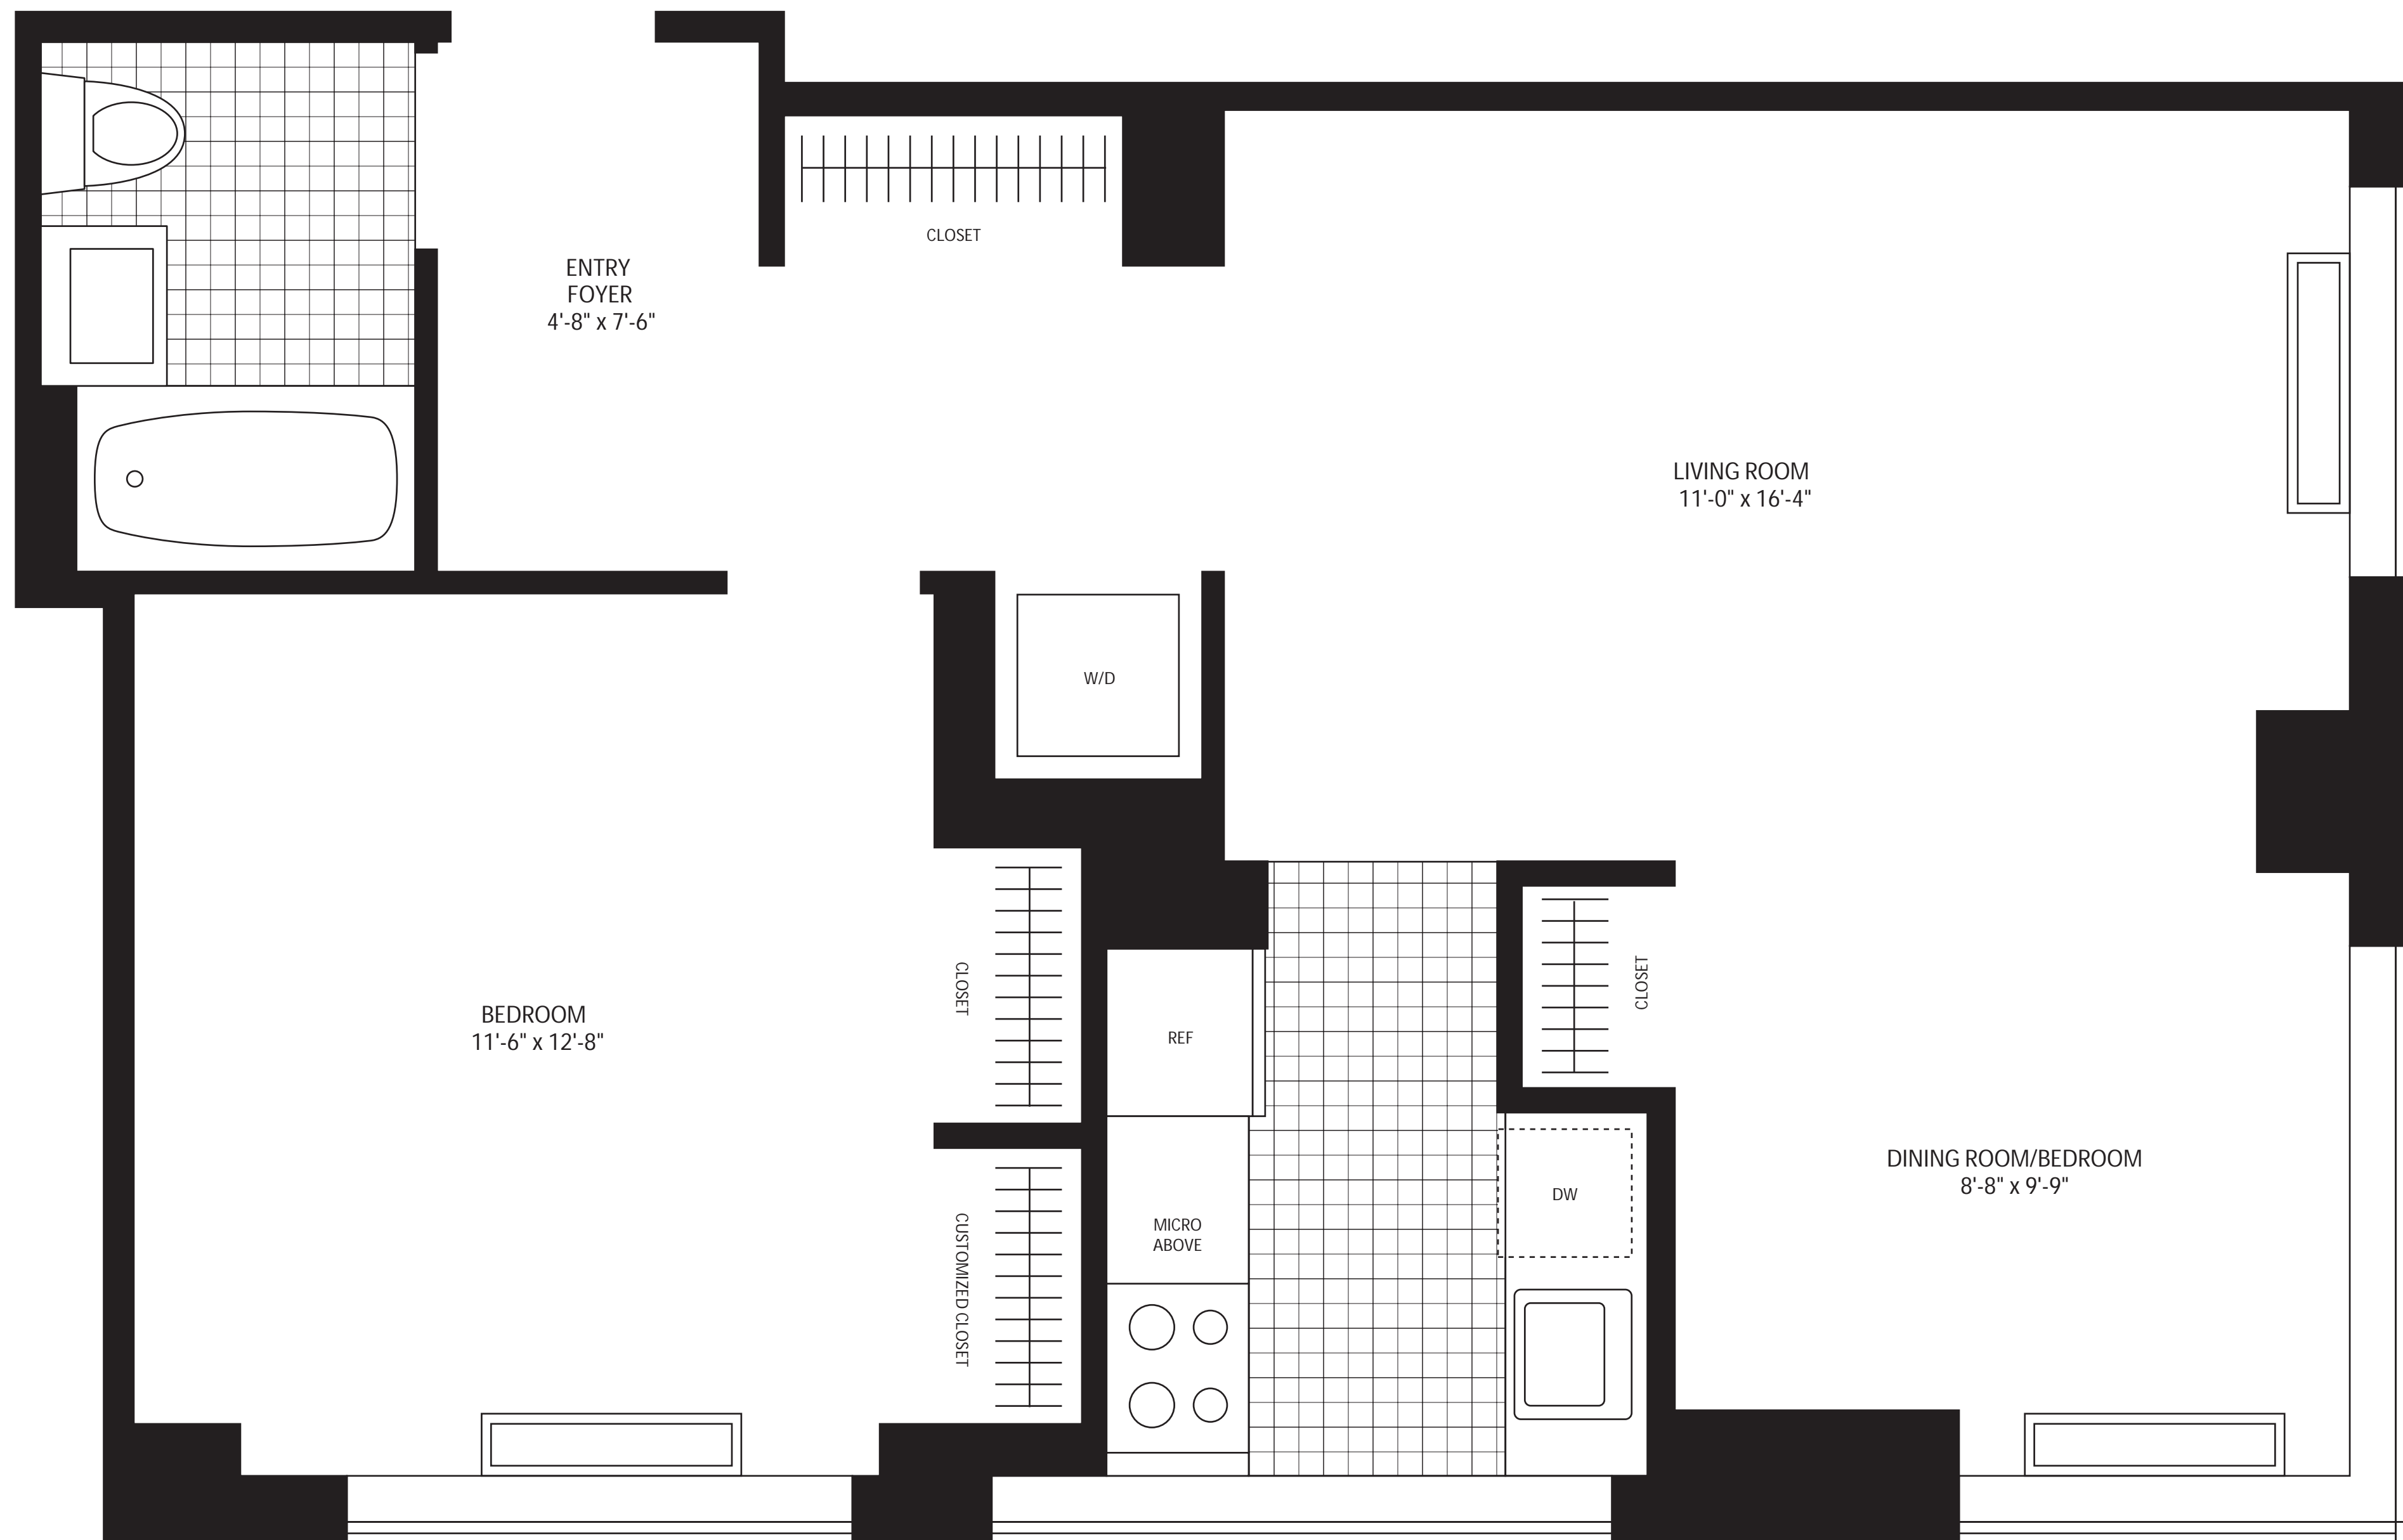 CLOSET
ENTRY
FOYER
4'-8" x 7'-6"
LIVING ROOM
11'-0" x 16'-4"
W/D
CLOSET
CLOSET
BEDROOM
11'-6" x 12'-8"
REF
DINING ROOM/BEDROOM
8'-8" x 9'-9"
DW
MICRO
ABOVE
CUSTOMIZED CLOSET